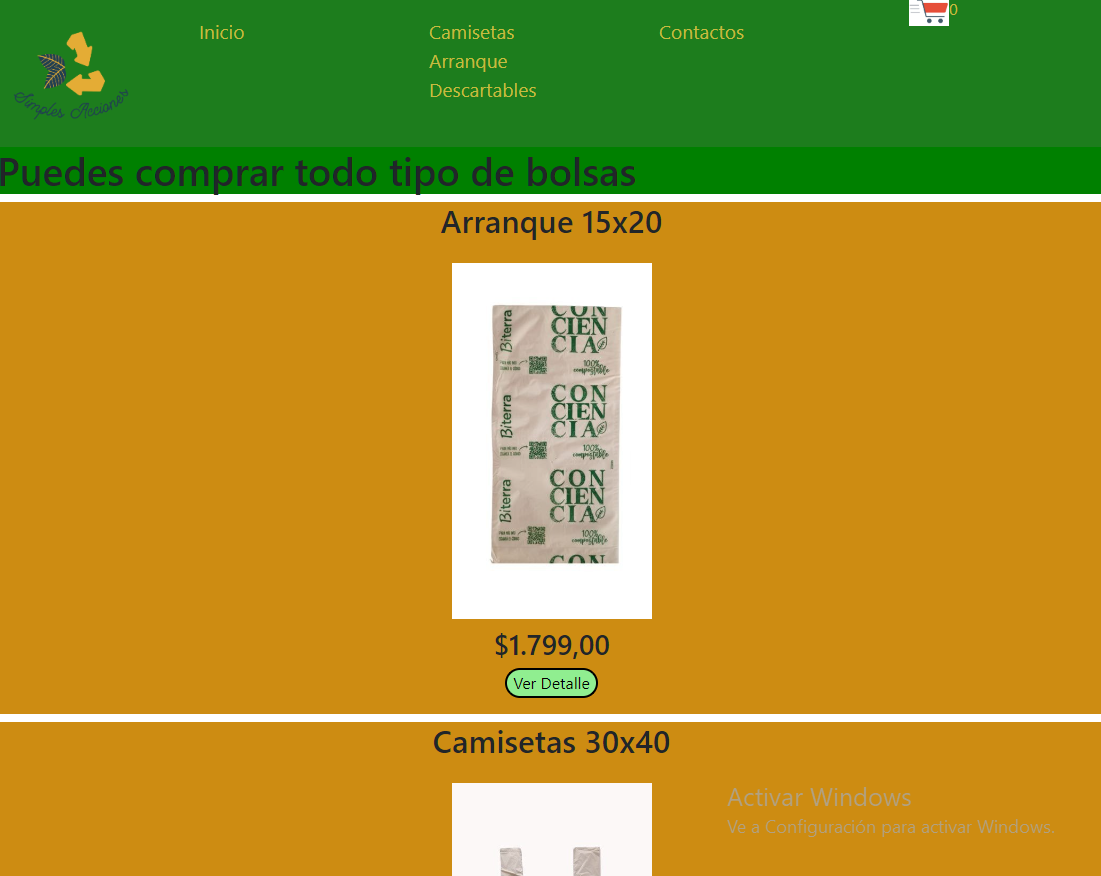 Inicio
Camisetas
Contactos
0
Arranque
Descartables
Simples Acciones
Puedes comprar todo tipo de bolsas
Arranque 15x20
Biterra
CON
CIEN
CIA
100%
compostable
Biterra
CON
CIEN
CIA
100%
compostable
Biterra
CON
CIEN
CIA
100%
compostable
CON
$1.799,00
Ver Detalle
Camisetas 30x40
Activar Windows
Ve a Configuración para activar Windows.